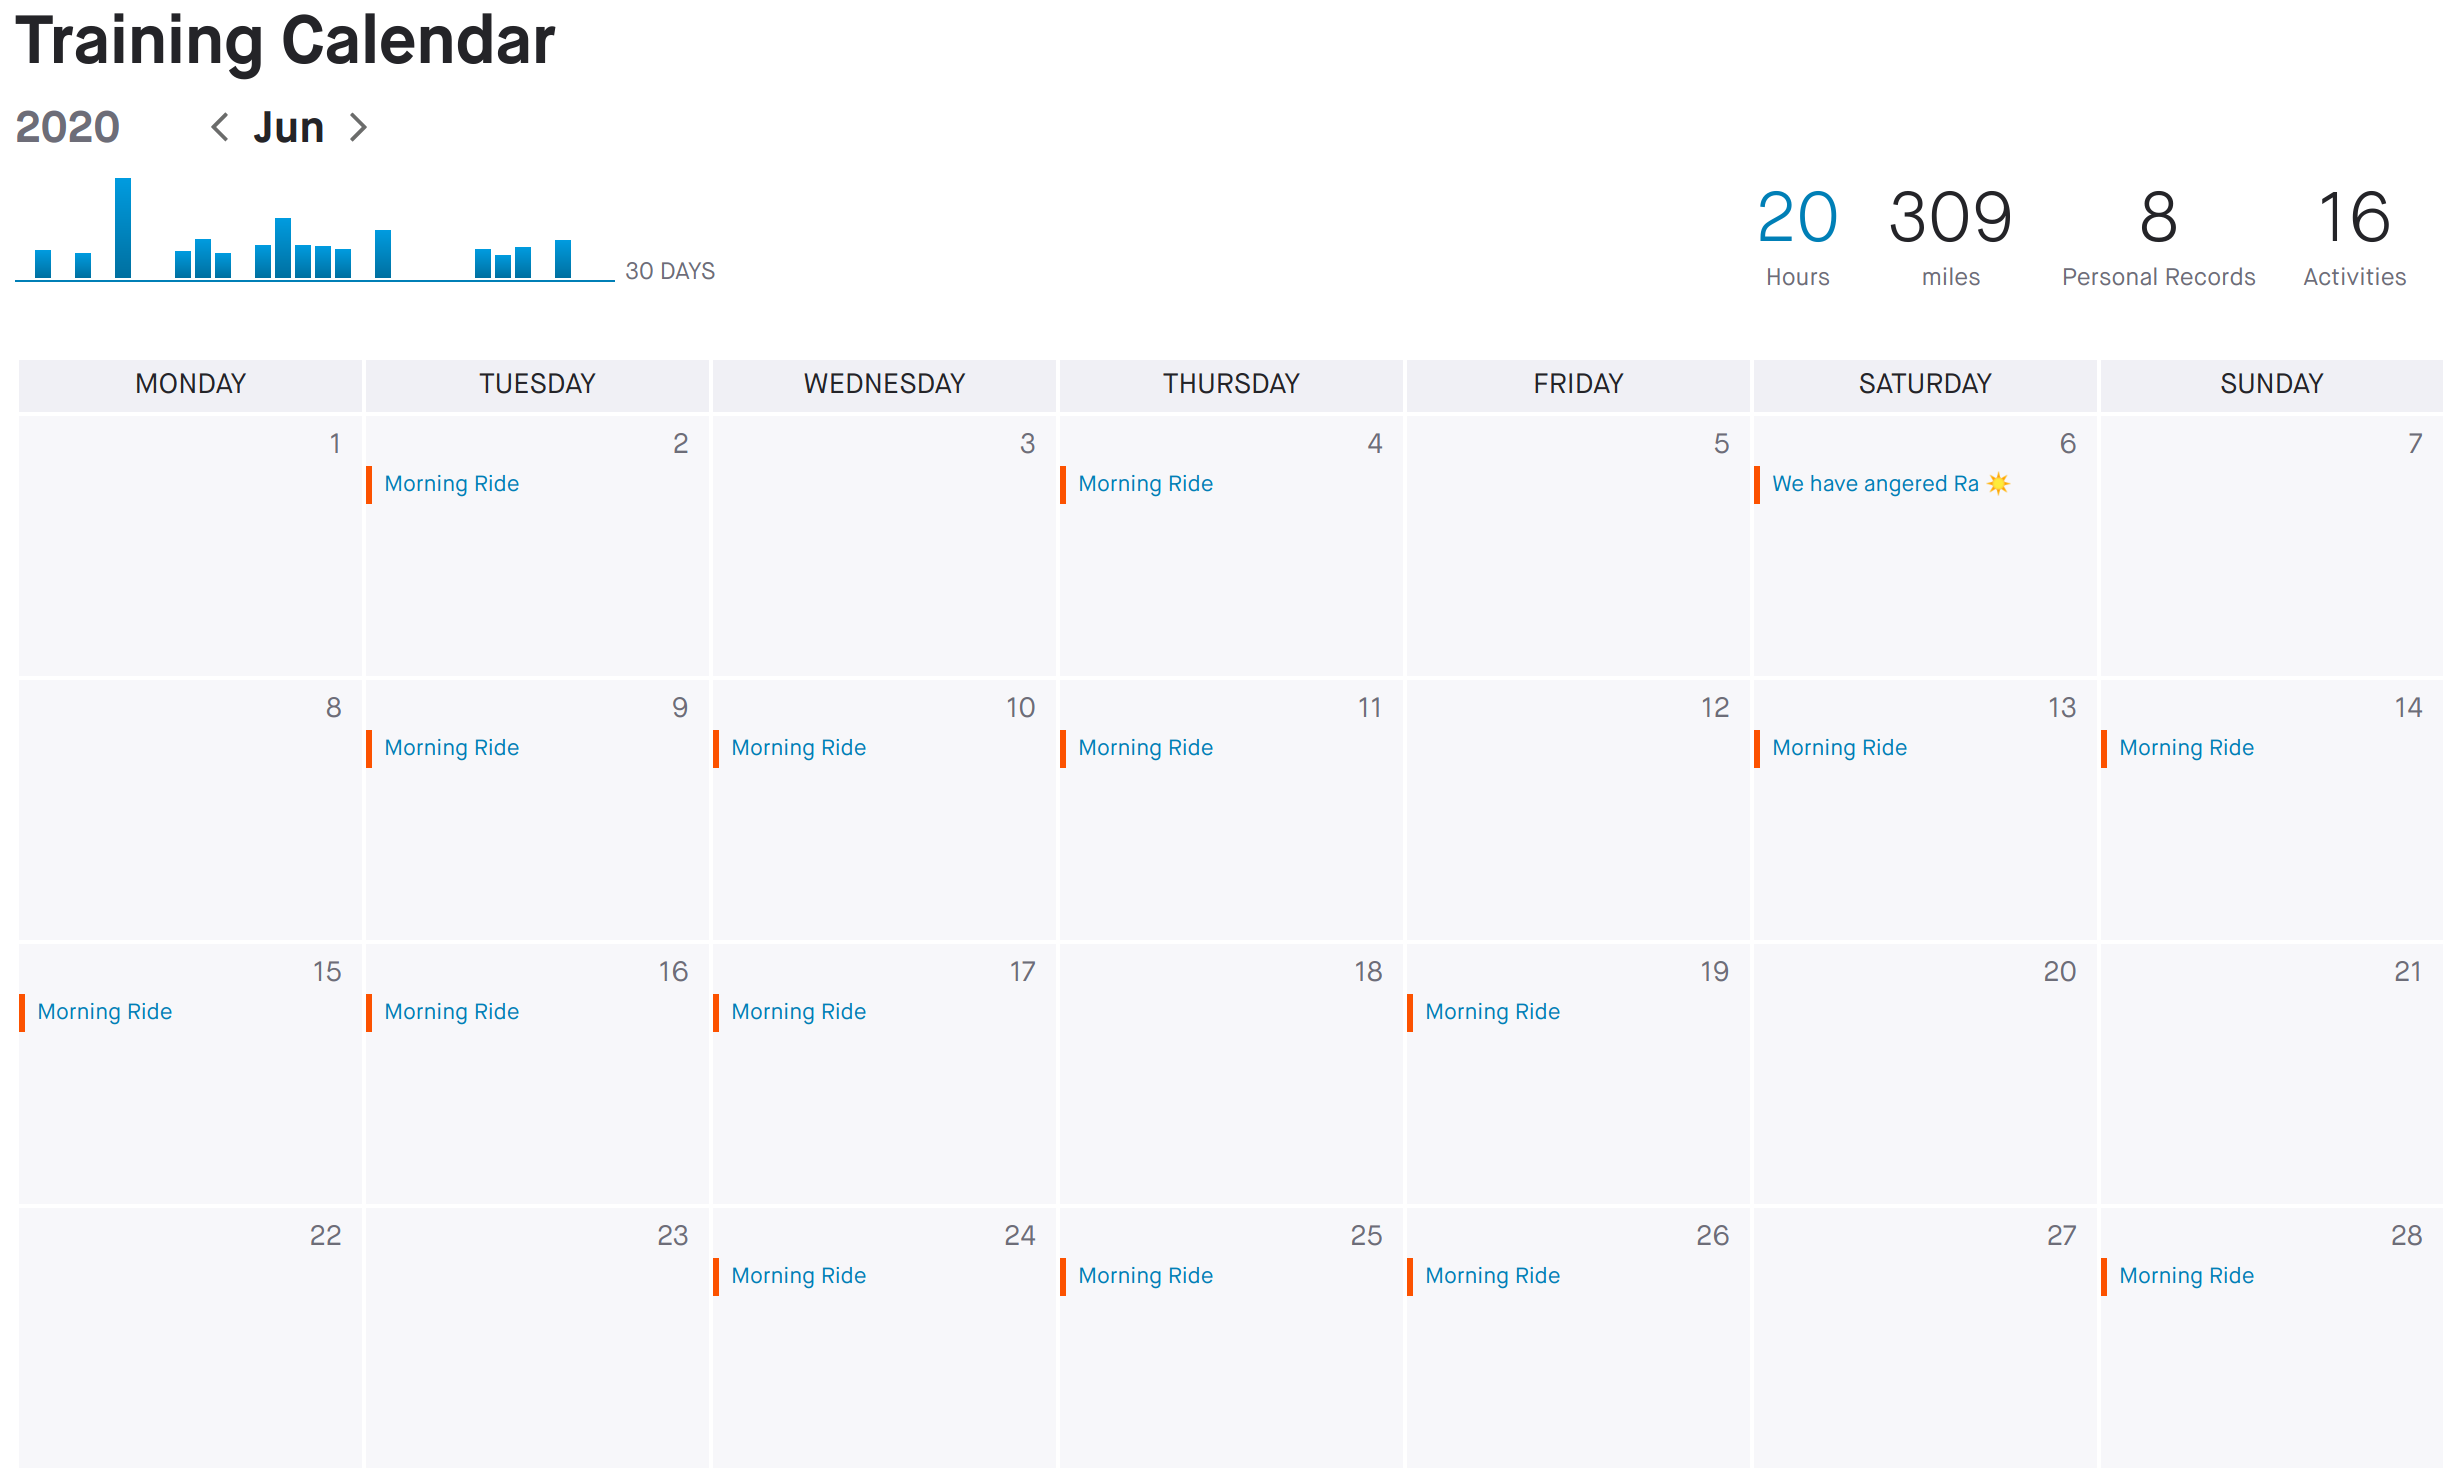 Training Calendar
2020 < Jun >
30 DAYS
20 309 8 16
Hours miles Personal Records Activities
MONDAY TUESDAY WEDNESDAY THURSDAY FRIDAY SATURDAY SUNDAY
1 2 3 4 5 6 7
Morning Ride Morning Ride We have angered Ra ☀️
8 9 10 11 12 13 14
Morning Ride Morning Ride Morning Ride Morning Ride Morning Ride
15 16 17 18 19 20 21
Morning Ride Morning Ride Morning Ride Morning Ride
22 23 24 25 26 27 28
Morning Ride Morning Ride Morning Ride Morning Ride